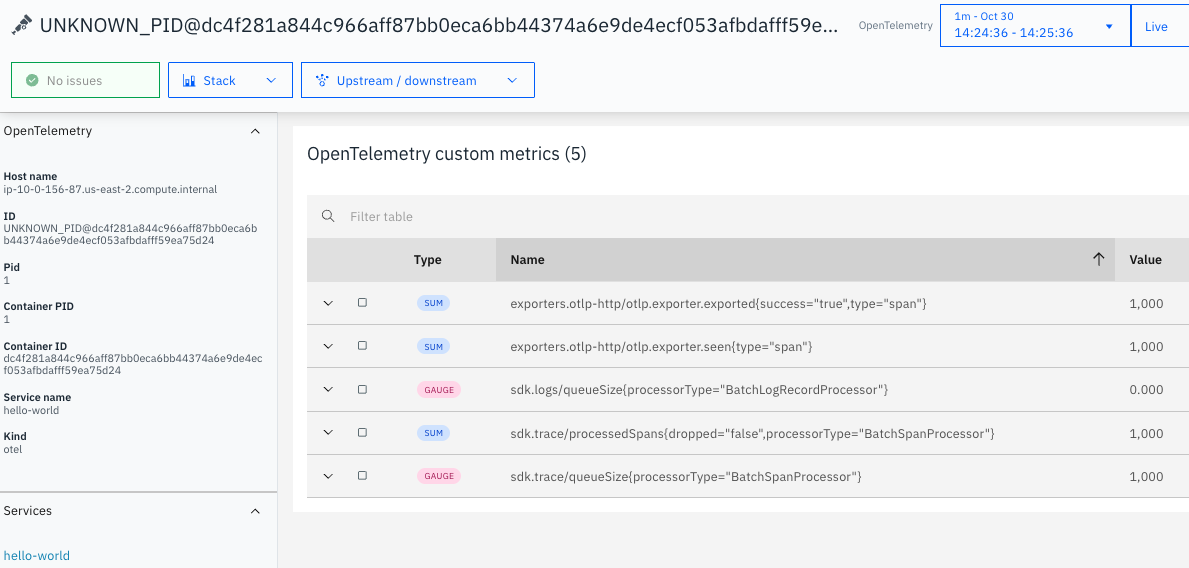 UNKNOWN_PID@dc4f281a844c966aff87bb0eca6bb44374a6e9de4ecf053afbdafff59e...
OpenTelemetry
1m - Oct 30
14:24:36 - 14:25:36
Live
No issues
Stack
Upstream / downstream
OpenTelemetry
Host name
ip-10-0-156-87.us-east-2.compute.internal
ID
UNKNOWN_PID@dc4f281a844c966aff87bb0eca6b
b44374a6e9de4ecf053afbdafff59ea75d24
Pid
1
Container PID
1
Container ID
dc4f281a844c966aff87bb0eca6bb44374a6e9de4ec
f053afbdafff59ea75d24
Service name
hello-world
Kind
otel
Services
hello-world
OpenTelemetry custom metrics (5)
Filter table
Type Name Value
SUM exporters.otlp-http/otlp.exporter.exported{success="true",type="span"} 1,000
SUM exporters.otlp-http/otlp.exporter.seen{type="span"} 1,000
GAUGE sdk.logs/queueSize{processorType="BatchLogRecordProcessor"} 0.000
SUM sdk.trace/processedSpans{dropped="false",processorType="BatchSpanProcessor"} 1,000
GAUGE sdk.trace/queueSize{processorType="BatchSpanProcessor"} 1,000